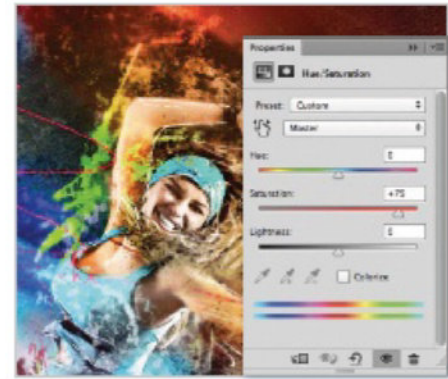 Properties
Hue/Saturation
Preset: Custom
Master
Hue: 0
Saturation: +75
Lightness: 0
Colorize